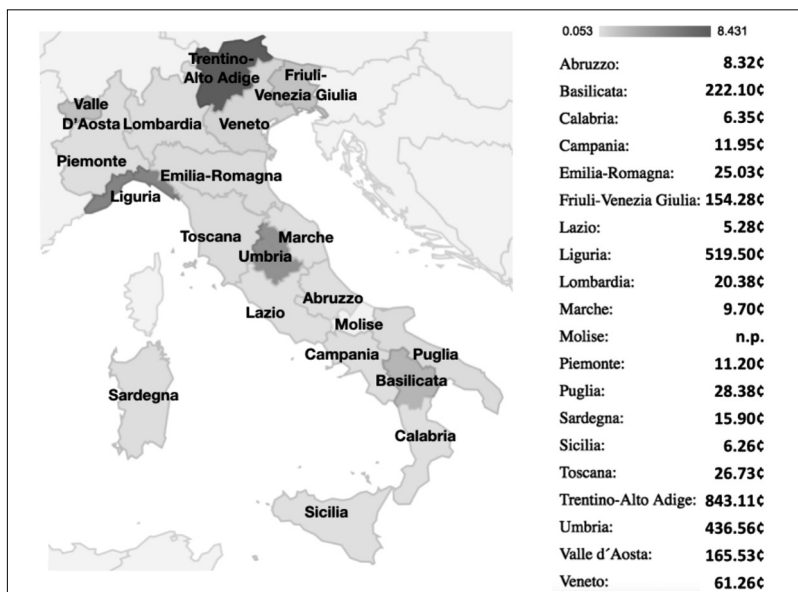 Trentino-
Alto Adige
Friuli-
Venezia Giulia
Valle
D'Aosta
Lombardia
Veneto
Piemonte
Emilia-Romagna
Liguria
Toscana
Marche
Umbria
Abruzzo
Lazio
Molise
Campania
Puglia
Basilicata
Sardegna
Calabria
Sicilia
0.053 8.431
Abruzzo: 8.32¢
Basilicata: 222.10¢
Calabria: 6.35¢
Campania: 11.95¢
Emilia-Romagna: 25.03¢
Friuli-Venezia Giulia: 154.28¢
Lazio: 5.28¢
Liguria: 519.50¢
Lombardia: 20.38¢
Marche: 9.70¢
Molise: n.p.
Piemonte: 11.20¢
Puglia: 28.38¢
Sardegna: 15.90¢
Sicilia: 6.26¢
Toscana: 26.73¢
Trentino-Alto Adige: 843.11¢
Umbria: 436.56¢
Valle d´Aosta: 165.53¢
Veneto: 61.26¢